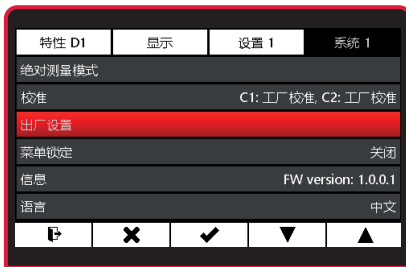 特性 D1 显示 设置 1 系统 1
绝对测量模式
校准 C1: 工厂校准, C2: 工厂校准
出厂设置
菜单锁定 关闭
信息 FW version: 1.0.0.1
语言 中文